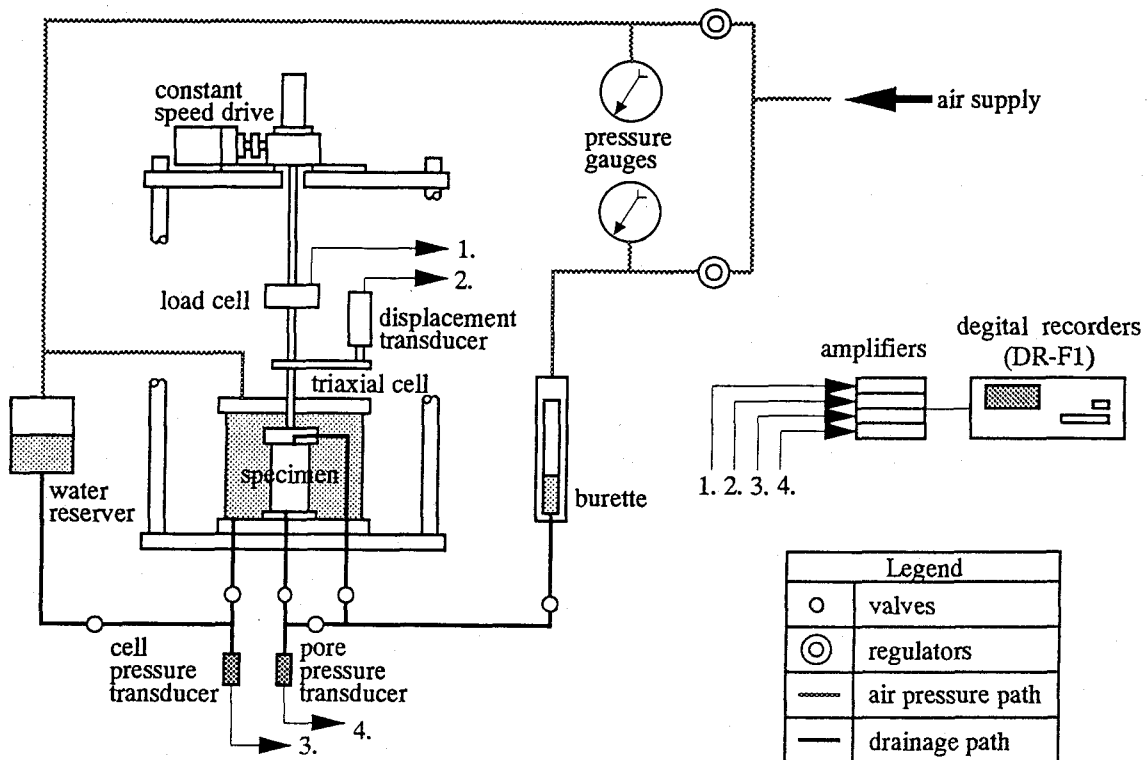 constant
speed drive
pressure
gauges
air supply
1.
2.
load cell
displacement
transducer
triaxial cell
amplifiers
degital recorders
(DR-F1)
specimen
water
reserver
burette
1. 2. 3. 4.
cell
pressure
transducer
pore
pressure
transducer
3.
4.
Legend
valves
regulators
air pressure path
drainage path